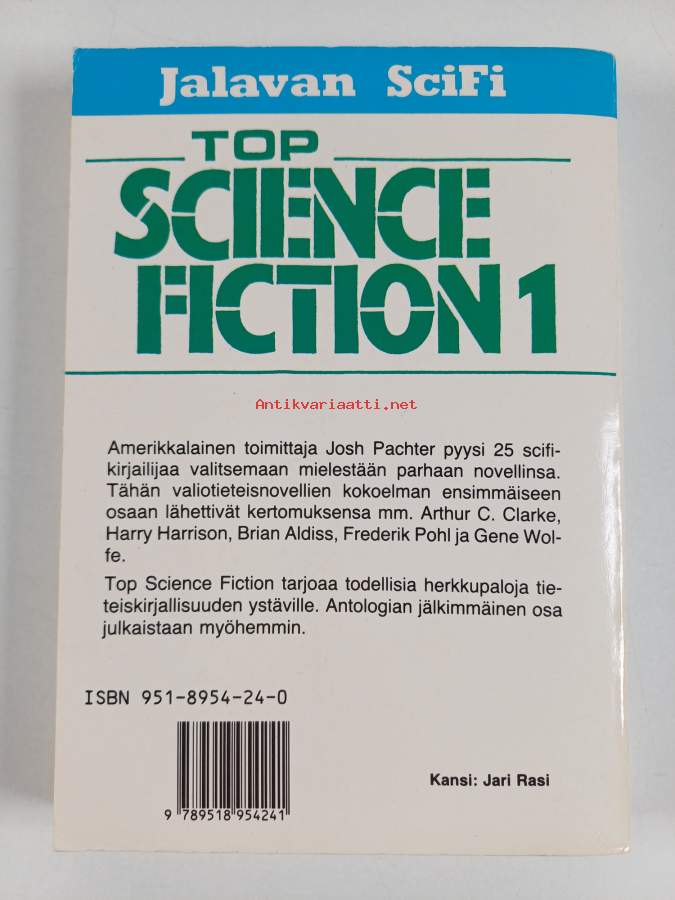 Jalavan SciFi
TOP
SCIENCE
FICTION 1
Antikvariaatti.net
Amerikkalainen toimittaja Josh Pachter pyysi 25 scifi-
kirjailijaa valitsemaan mielestään parhaan novellinsa.
Tähän valiotieteisnovellien kokoelman ensimmäiseen
osaan lähettivät kertomuksensa mm. Arthur C. Clarke,
Harry Harrison, Brian Aldiss, Frederik Pohl ja Gene Wol-
fe.
Top Science Fiction tarjoaa todellisia herkkupaloja tie-
teiskirjallisuuden ystäville. Antologian jälkimmäinen osa
julkaistaan myöhemmin.
ISBN 951-8954-24-0
Kansi: Jari Rasi
9 789518 954241